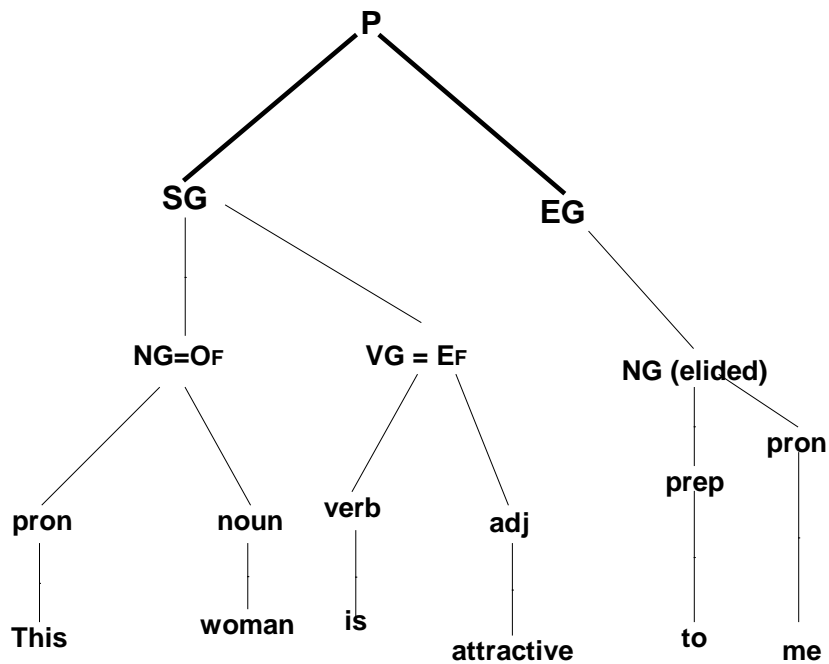 P
SG
EG
NG=OF
VG = EF
NG (elided)
pron
prep
verb
pron
noun
adj
This
woman
is
attractive
to
me